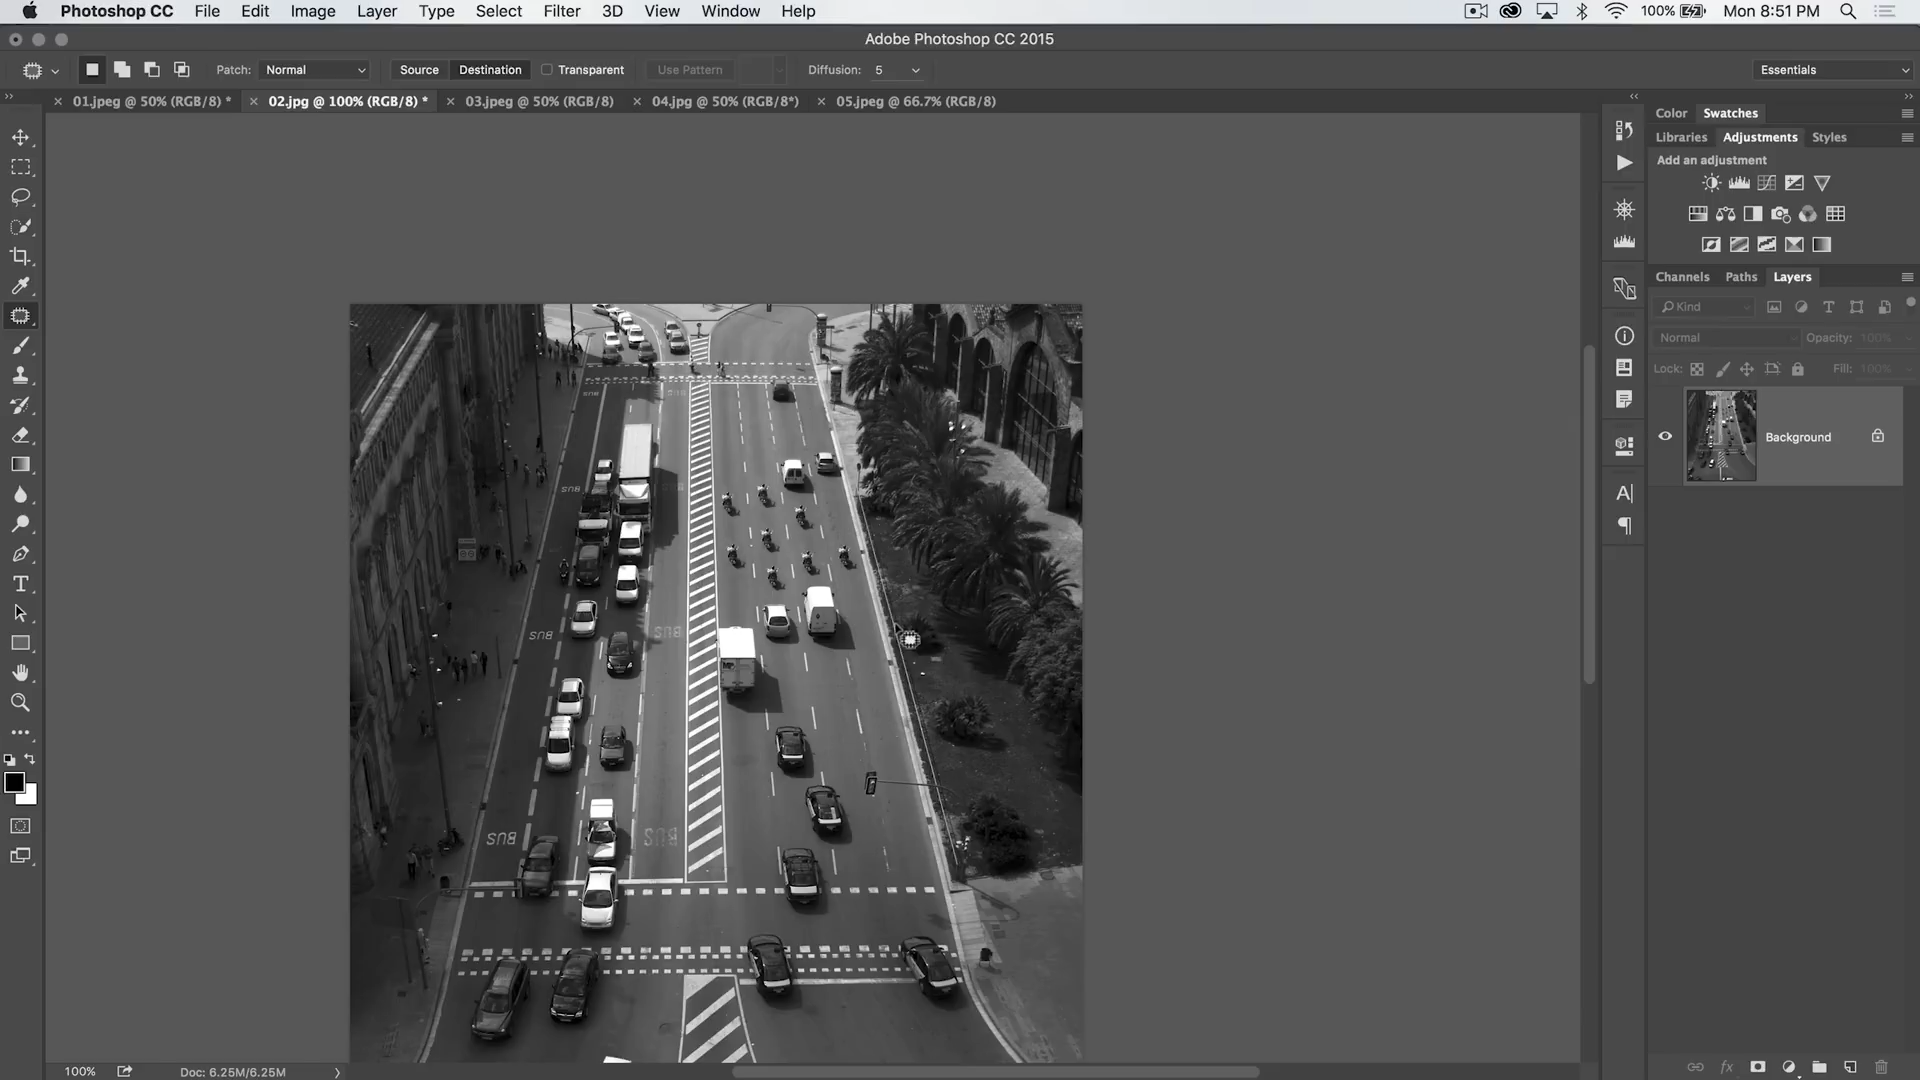 Photoshop CC File Edit Image Layer Type Select Filter 3D View Window Help 100% Mon 8:51 PM
Adobe Photoshop CC 2015
Patch: Normal Source Destination Transparent Use Pattern Diffusion: 5 Essentials
01.jpeg @ 50% (RGB/8) * 02.jpg @ 100% (RGB/8) * 03.jpeg @ 50% (RGB/8) 04.jpg @ 50% (RGB/8*) 05.jpeg @ 66.7% (RGB/8)
Color Swatches
Libraries Adjustments Styles
Add an adjustment
Channels Paths Layers
Kind
Normal Opacity: 100%
Lock: Fill: 100%
Background
BUS
BUS
BUS
BUS
BUS
BUS
100% Doc: 6.25M/6.25M